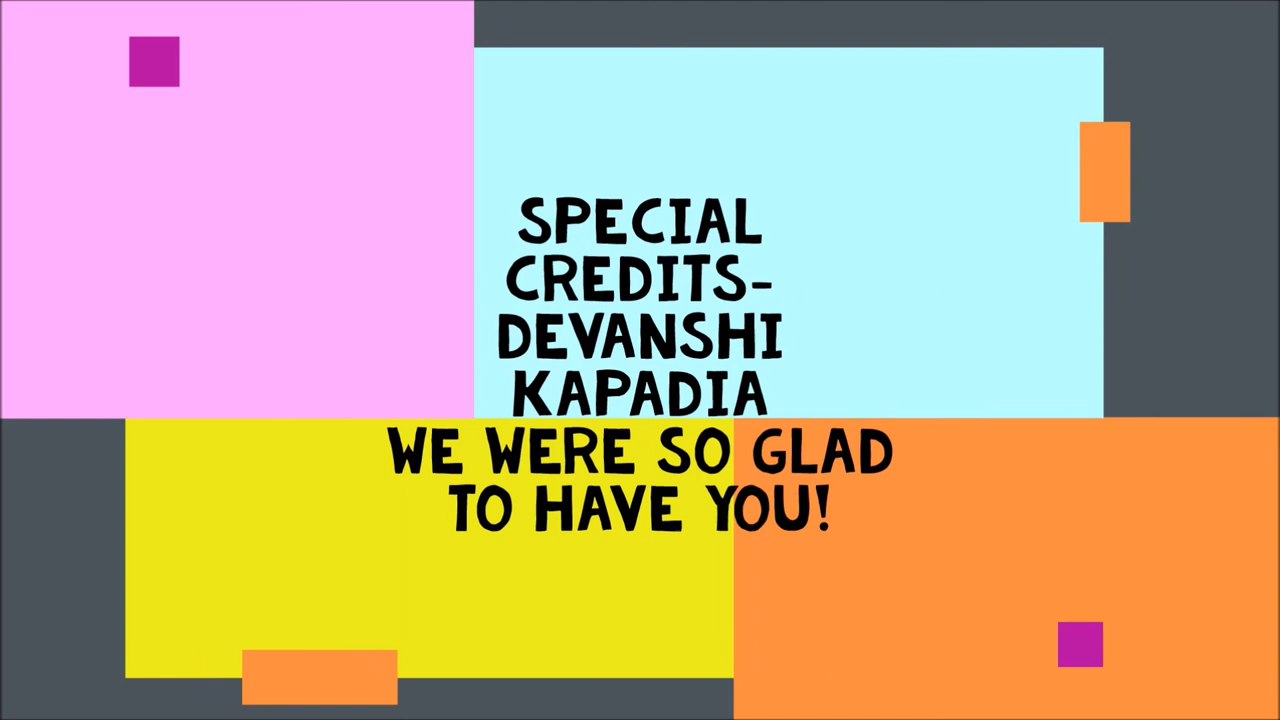 SPECIAL
CREDITS-
DEVANSHI
KAPADIA
WE WERE SO GLAD
TO HAVE YOU!